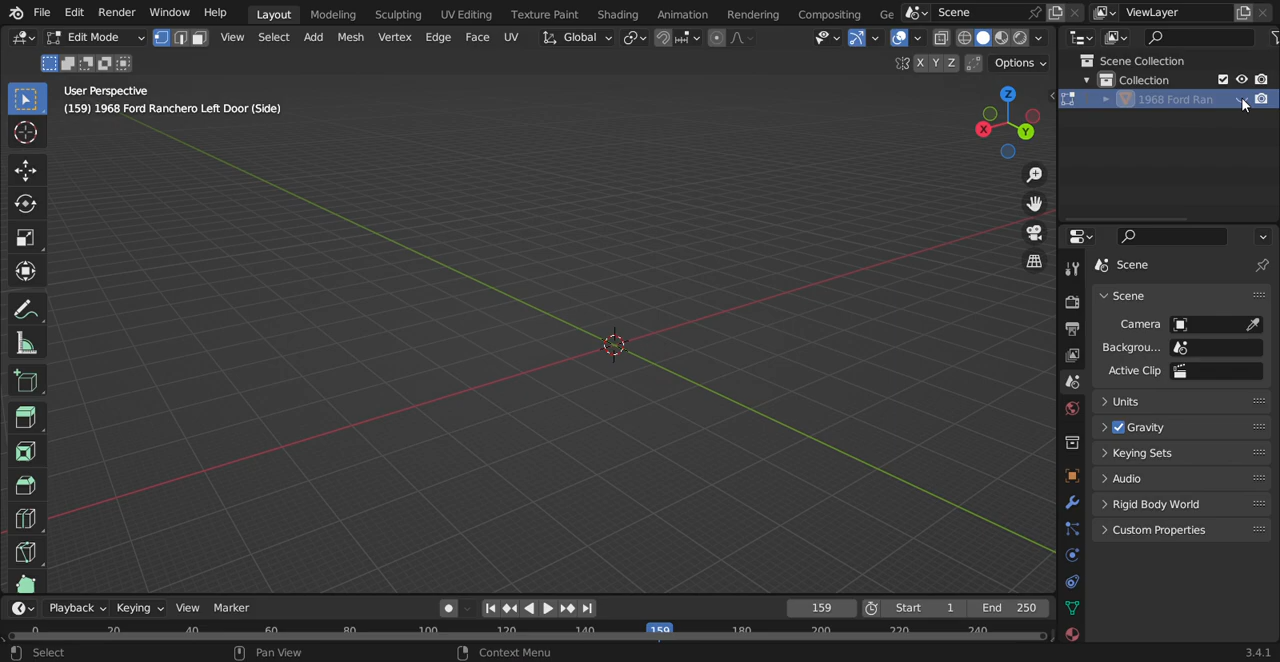 File Edit Render Window Help Layout Modeling Sculpting UV Editing Texture Paint Shading Animation Rendering Compositing Ge Scene ViewLayer
Edit Mode View Select Add Mesh Vertex Edge Face UV Global
X Y Z Options
User Perspective
(159) 1968 Ford Ranchero Left Door (Side)
Z
X
Y
Scene Collection
Collection
1968 Ford Ran
Scene
Scene
Camera
Backgrou...
Active Clip
Units
Gravity
Keying Sets
Audio
Rigid Body World
Custom Properties
Playback Keying View Marker 159 Start 1 End 250
0 20 40 60 80 100 120 140 159 180 200 220 240
Select Pan View Context Menu 3.4.1